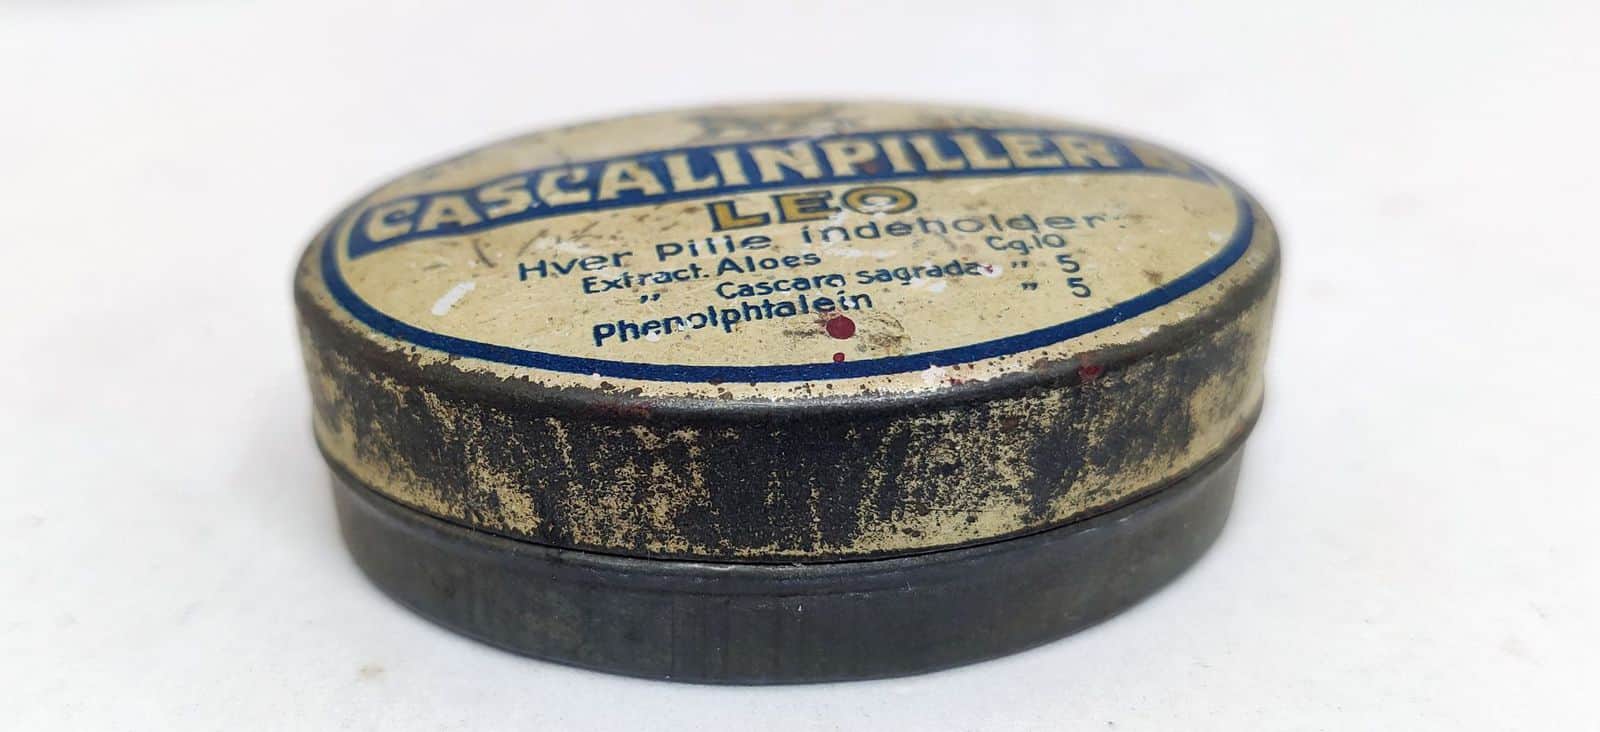 CASCALINPILLER
LEO
Hver Pille indeholder
Extract. Aloes Cg.10
„ Cascara sagrada „ 5
Phenolphtalein „ 5